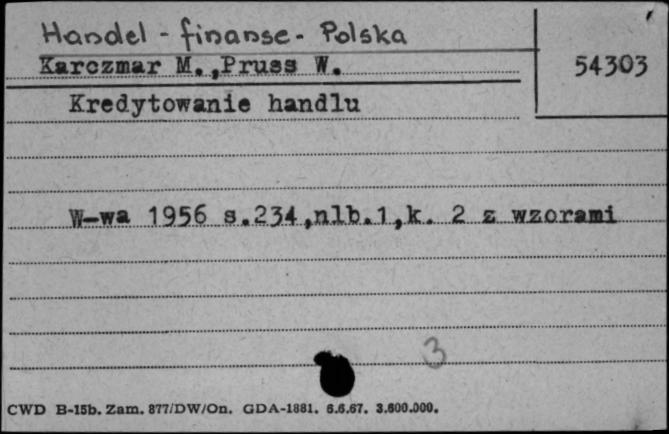 Handel - finanse - Polska
Karczmar M.,Pruss W.
54303
Kredytowanie handlu
W-wa 1956 s.234,nlb.1,k. 2 z wzorami
3
CWD B-15b. Zam. 877/DW/On. GDA-1881. 6.6.67. 3.600.000.